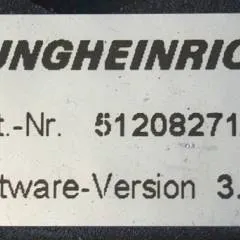 UNGHEINRIC
t.-Nr. 51208271
tware-Version 3.